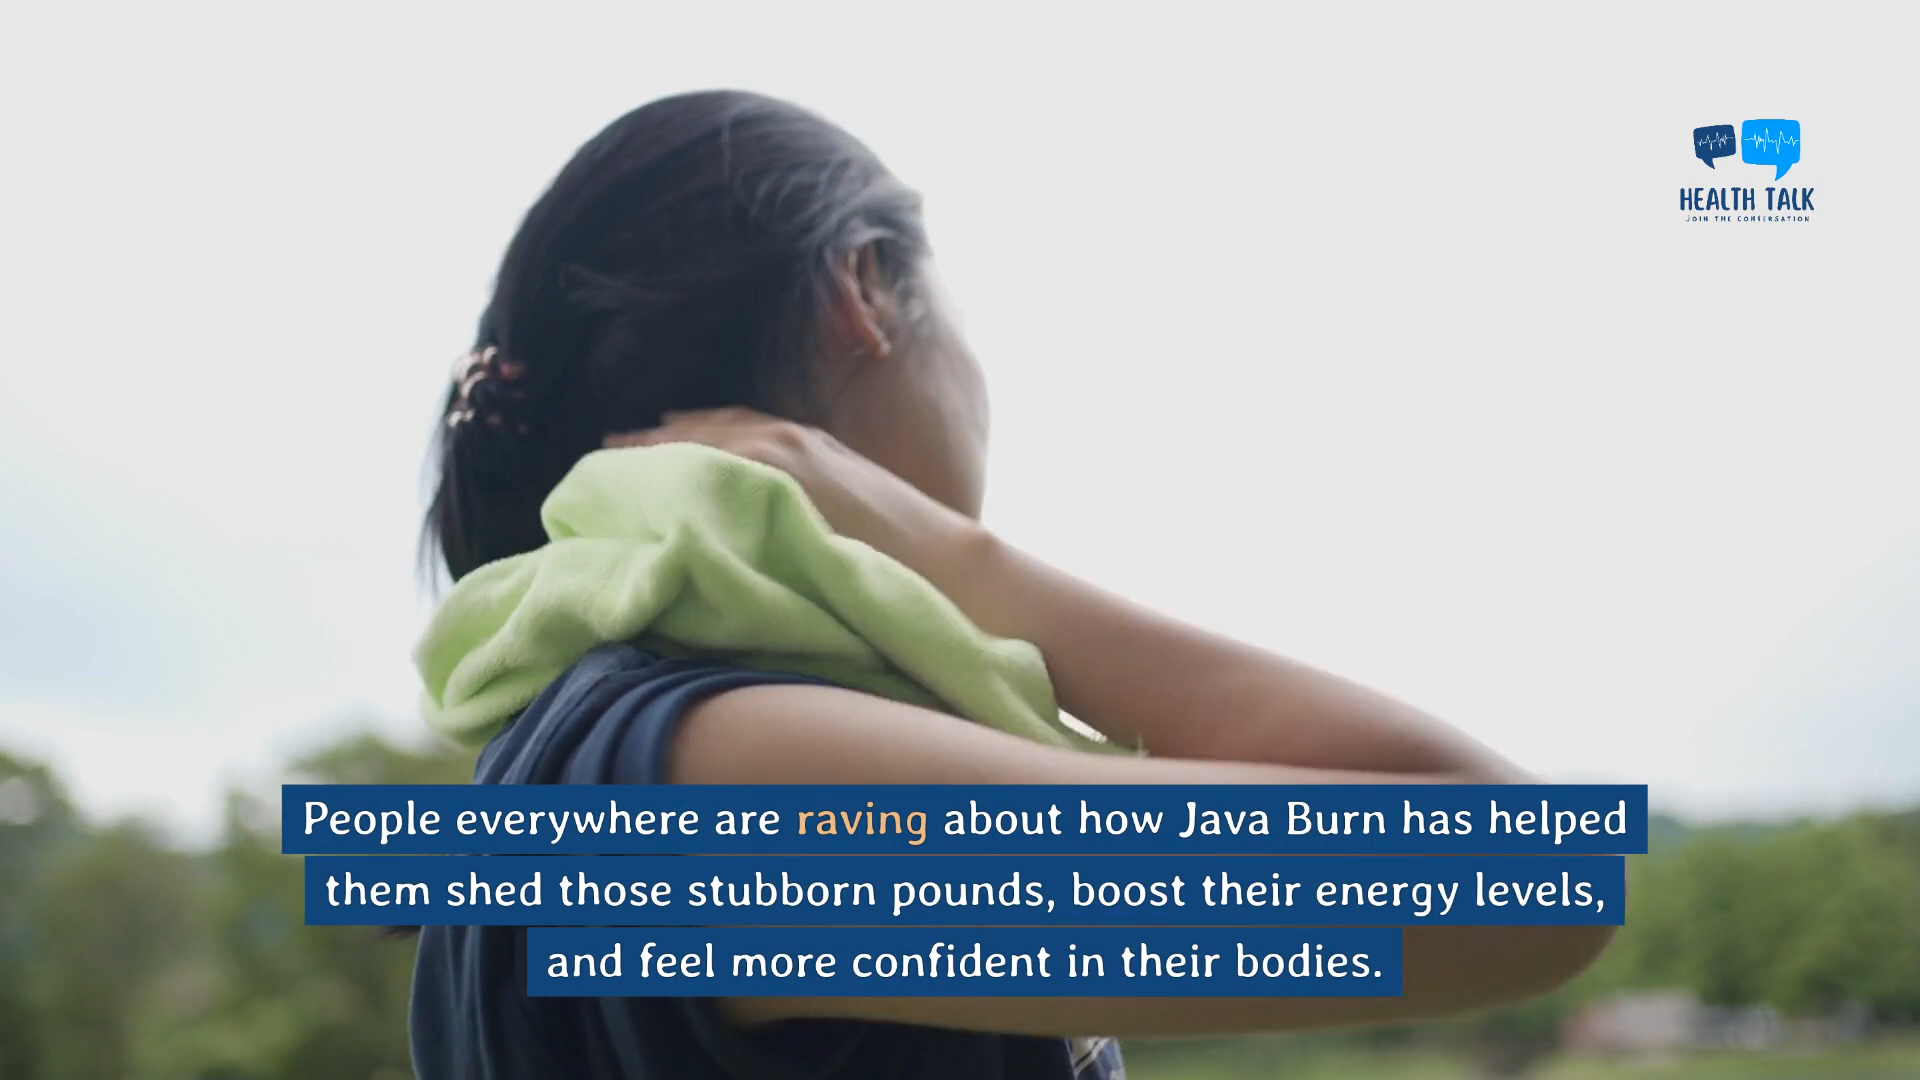 HEALTH TALK
JOIN THE CONVERSATION
People everywhere are raving about how Java Burn has helped
them shed those stubborn pounds, boost their energy levels,
and feel more confident in their bodies.